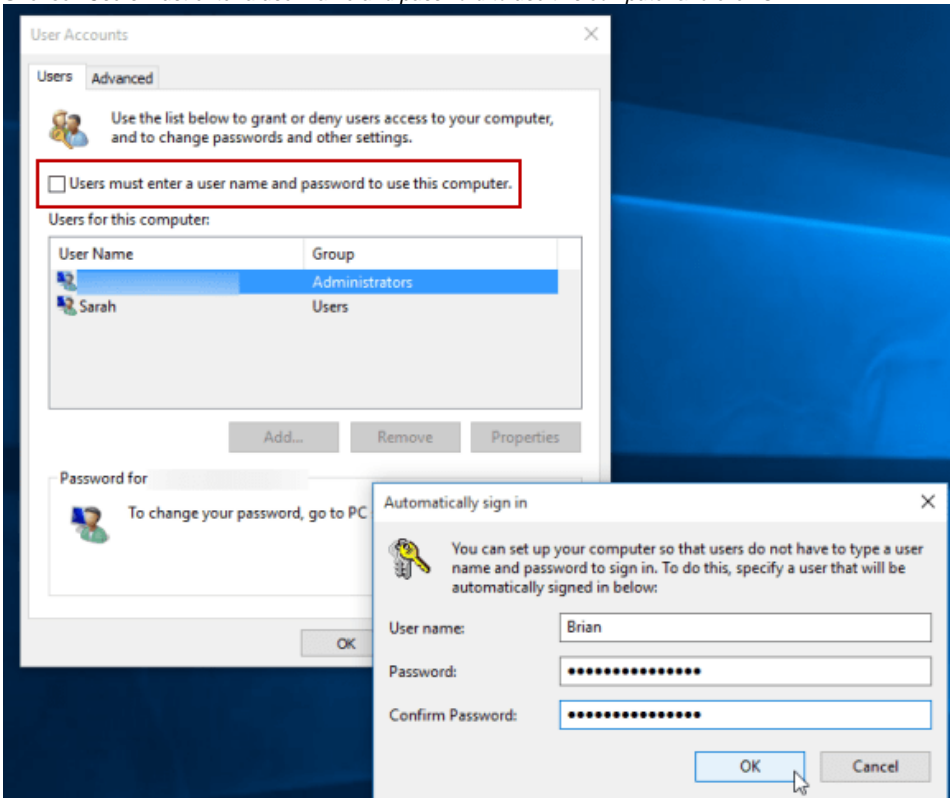 User Accounts
Users
Advanced
Use the list below to grant or deny users access to your computer,
and to change passwords and other settings.
Users must enter a user name and password to use this computer.
Users for this computer:
User Name Group
Administrators
Sarah Users
Add... Remove Properties
Password for
To change your password, go to PC
OK
Automatically sign in
You can set up your computer so that users do not have to type a user
name and password to sign in. To do this, specify a user that will be
automatically signed in below:
User name: Brian
Password: ●●●●●●●●●●●●●●●
Confirm Password: ●●●●●●●●●●●●●●●
OK Cancel